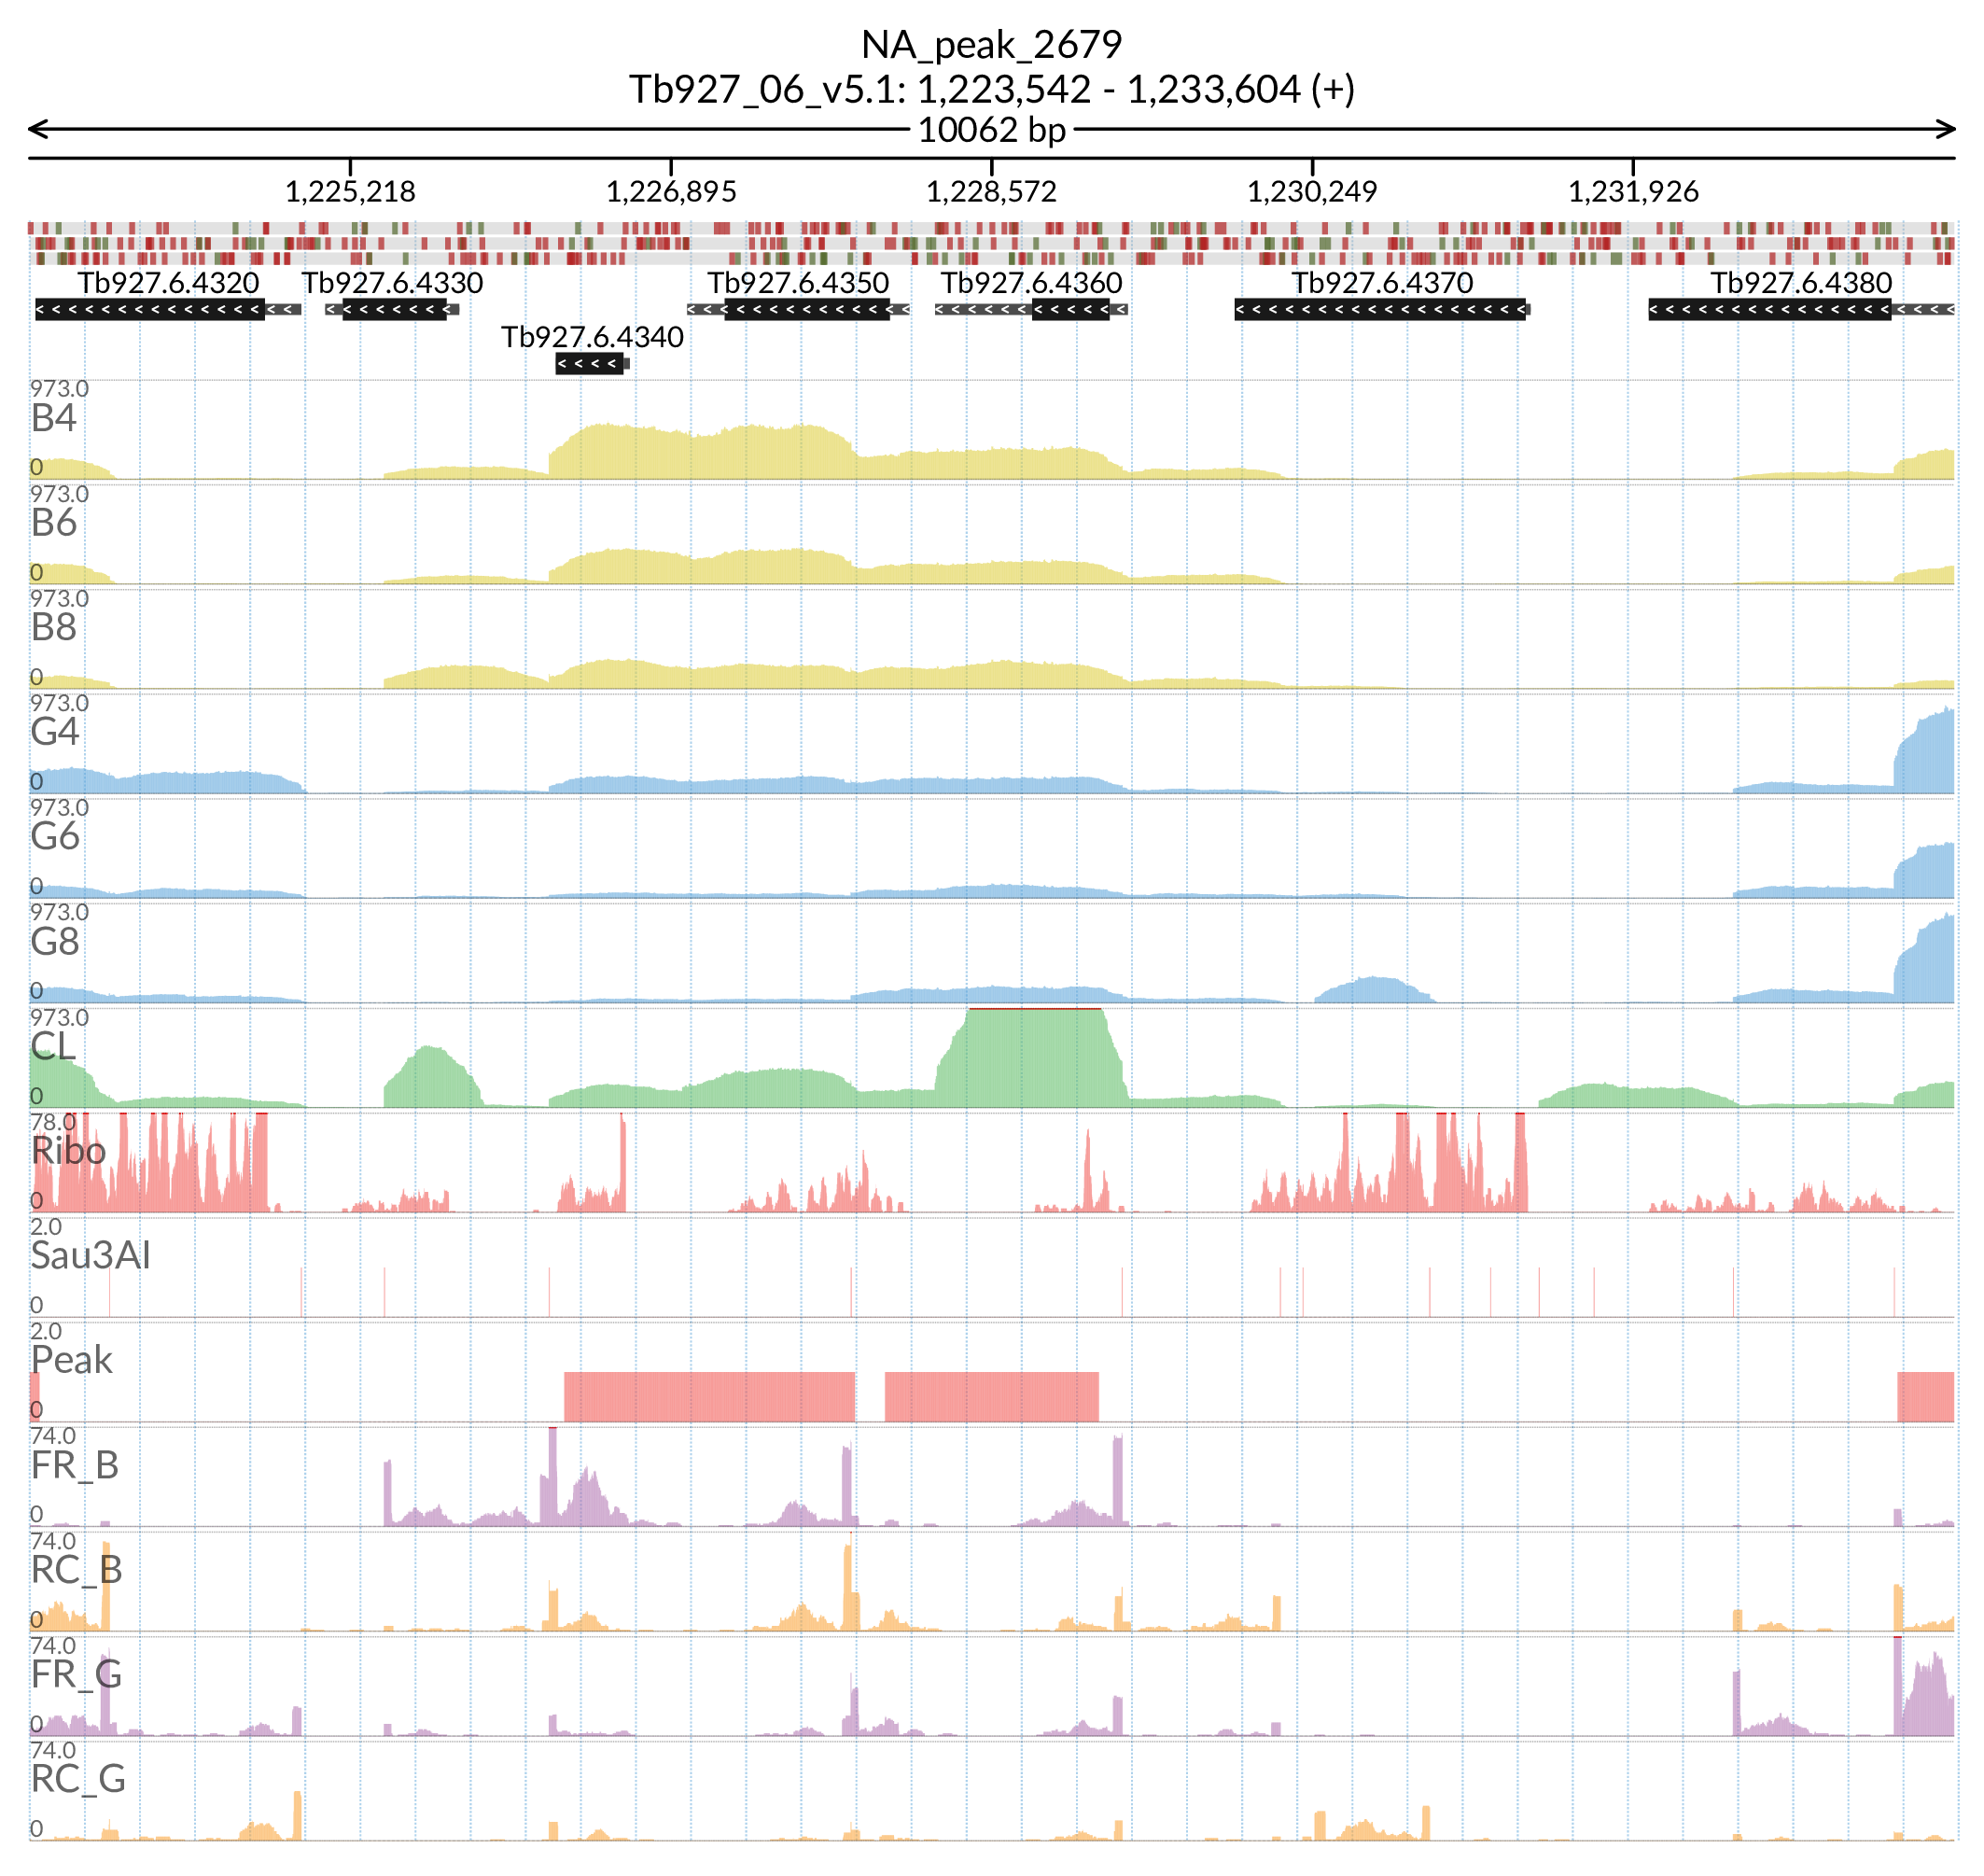 NA_peak_2679
Tb927_06_v5.1: 1,223,542 - 1,233,604 (+)
10062 bp
1,225,218 1,226,895 1,228,572 1,230,249 1,231,926
Tb927.6.4320 Tb927.6.4330 Tb927.6.4350 Tb927.6.4360 Tb927.6.4370 Tb927.6.4380
Tb927.6.4340
973.0
B4
0
973.0
B6
0
973.0
B8
0
973.0
G4
0
973.0
G6
0
973.0
G8
0
973.0
CL
0
78.0
Ribo
0
2.0
Sau3AI
0
2.0
Peak
0
74.0
FR_B
0
74.0
RC_B
0
74.0
FR_G
0
74.0
RC_G
0